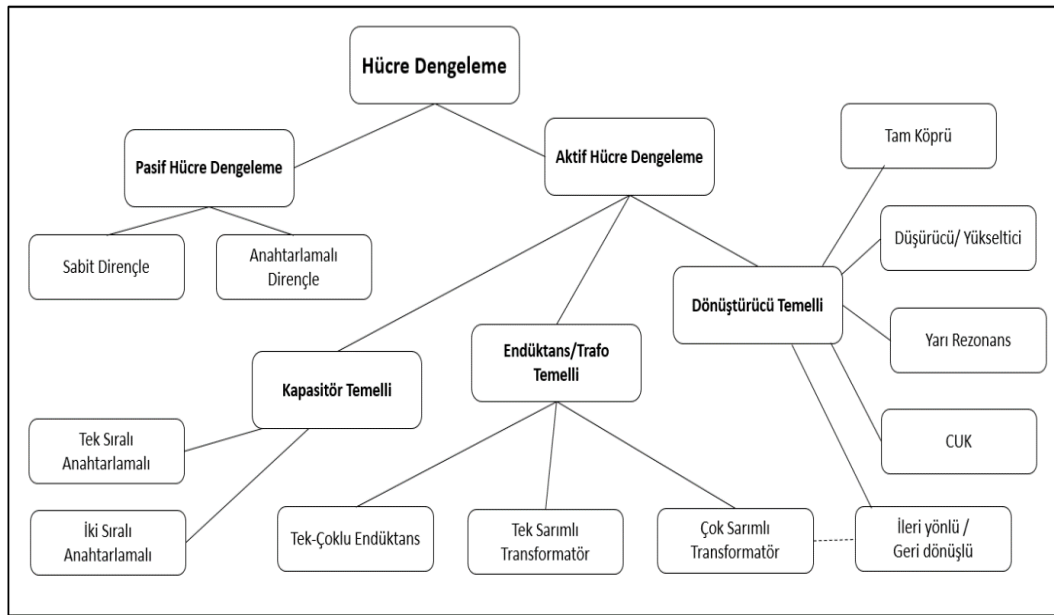 Hücre Dengeleme
Pasif Hücre Dengeleme
Aktif Hücre Dengeleme
Tam Köprü
Sabit Dirençle
Anahtarlamalı
Dirençle
Düşürücü/ Yükseltici
Dönüştürücü Temelli
Yarı Rezonans
Kapasitör Temelli
Endüktans/Trafo
Temelli
Tek Sıralı
Anahtarlamalı
CUK
İki Sıralı
Anahtarlamalı
Tek-Çoklu Endüktans
Tek Sarımlı
Transformatör
Çok Sarımlı
Transformatör
İleri yönlü /
Geri dönüşlü